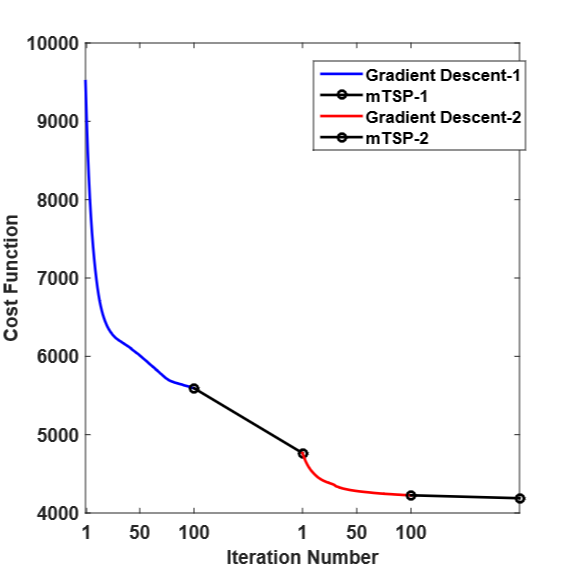 10000
9000
8000
7000
6000
5000
4000
Cost Function
Gradient Descent-1
mTSP-1
Gradient Descent-2
mTSP-2
1 50 100 1 50 100
Iteration Number